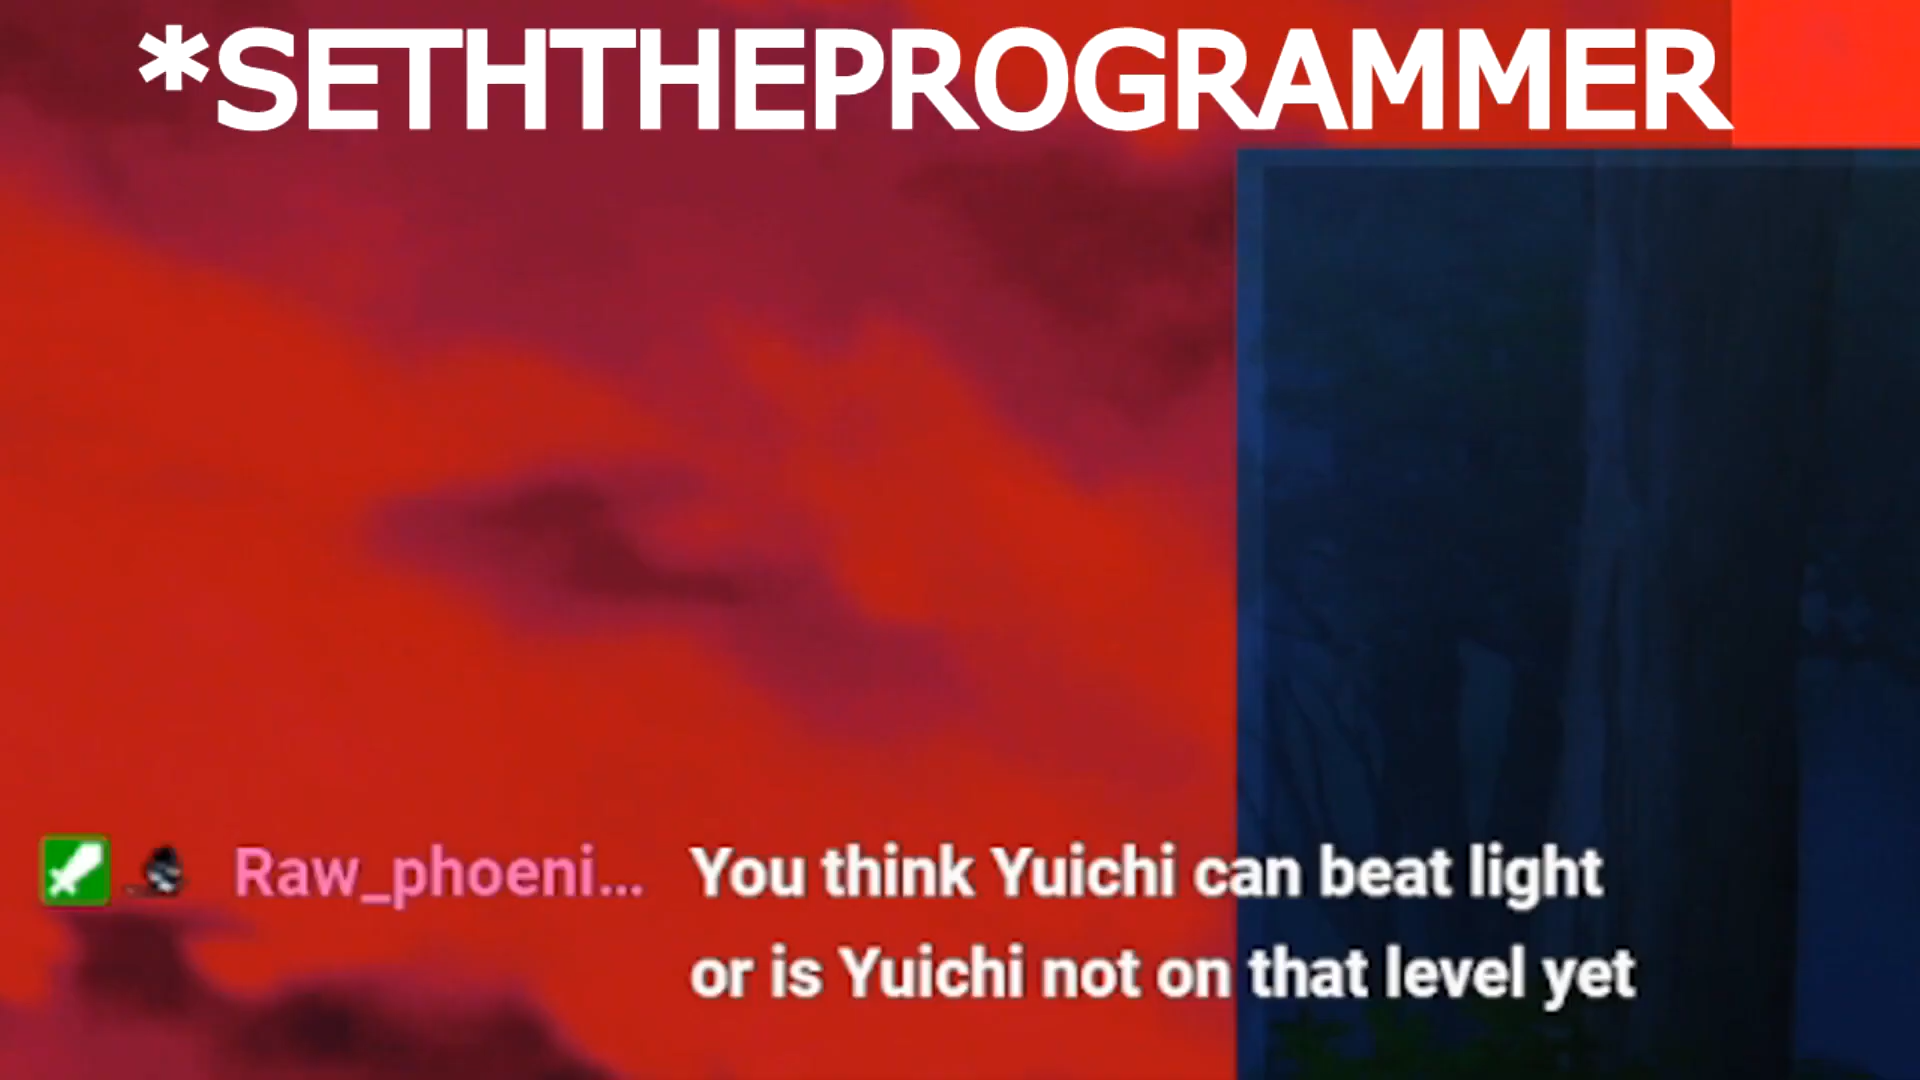 *SETHTHEPROGRAMMER
Raw_phoeni... You think Yuichi can beat light
or is Yuichi not on that level yet